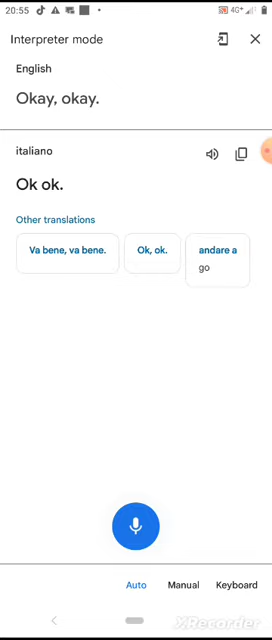 20:55
4G+
Interpreter mode
English
Okay, okay.
italiano
Ok ok.
Other translations
Va bene, va bene.
Ok, ok.
andare a
go
Auto
Manual
Keyboard
XRecorder